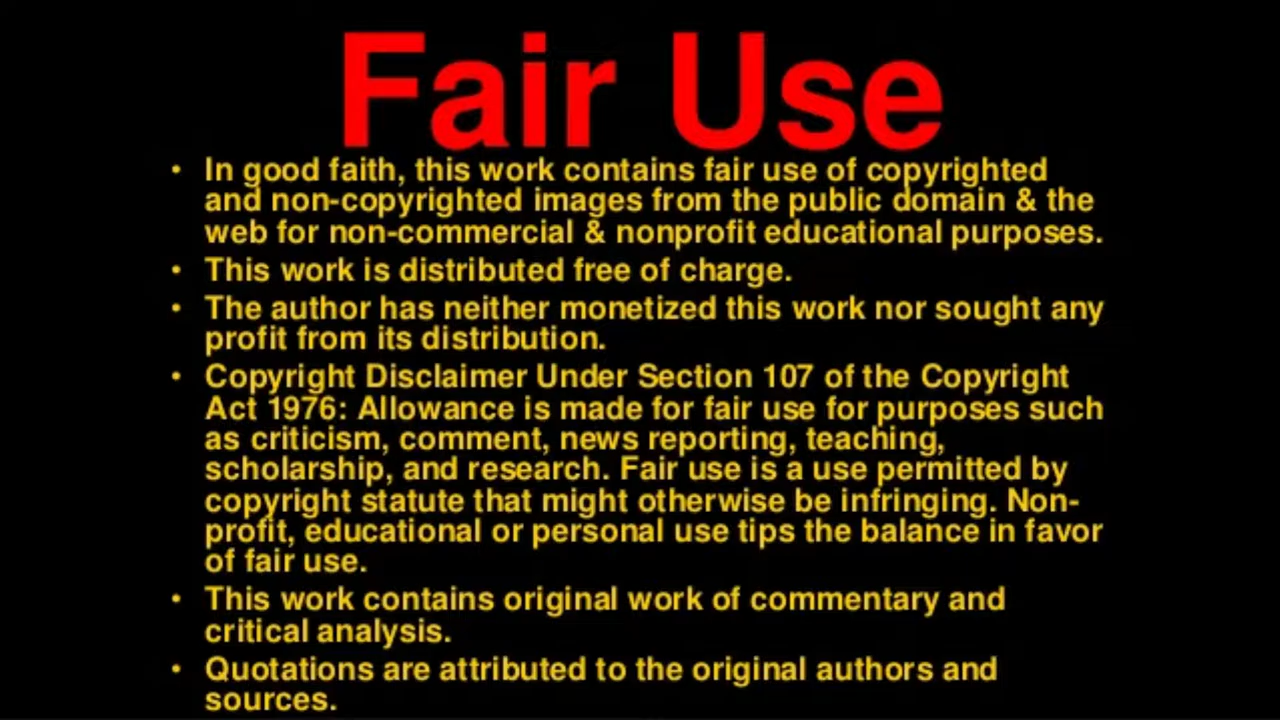 Fair Use
• In good faith, this work contains fair use of copyrighted
and non-copyrighted images from the public domain & the
web for non-commercial & nonprofit educational purposes.
• This work is distributed free of charge.
• The author has neither monetized this work nor sought any
profit from its distribution.
• Copyright Disclaimer Under Section 107 of the Copyright
Act 1976: Allowance is made for fair use for purposes such
as criticism, comment, news reporting, teaching,
scholarship, and research. Fair use is a use permitted by
copyright statute that might otherwise be infringing. Non-
profit, educational or personal use tips the balance in favor
of fair use.
• This work contains original work of commentary and
critical analysis.
• Quotations are attributed to the original authors and
sources.